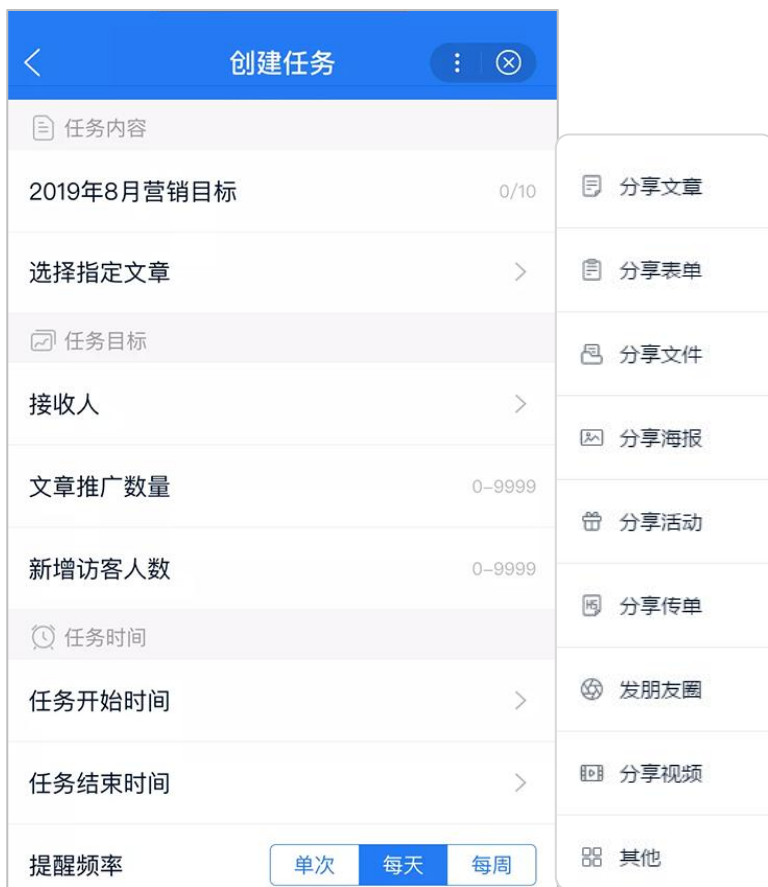 创建任务
任务内容
2019年8月营销目标 0/10
选择指定文章
任务目标
接收人
文章推广数量 0-9999
新增访客人数 0-9999
任务时间
任务开始时间
任务结束时间
提醒频率 单次 每天 每周
分享文章
分享表单
分享文件
分享海报
分享活动
H5 分享传单
发朋友圈
分享视频
其他